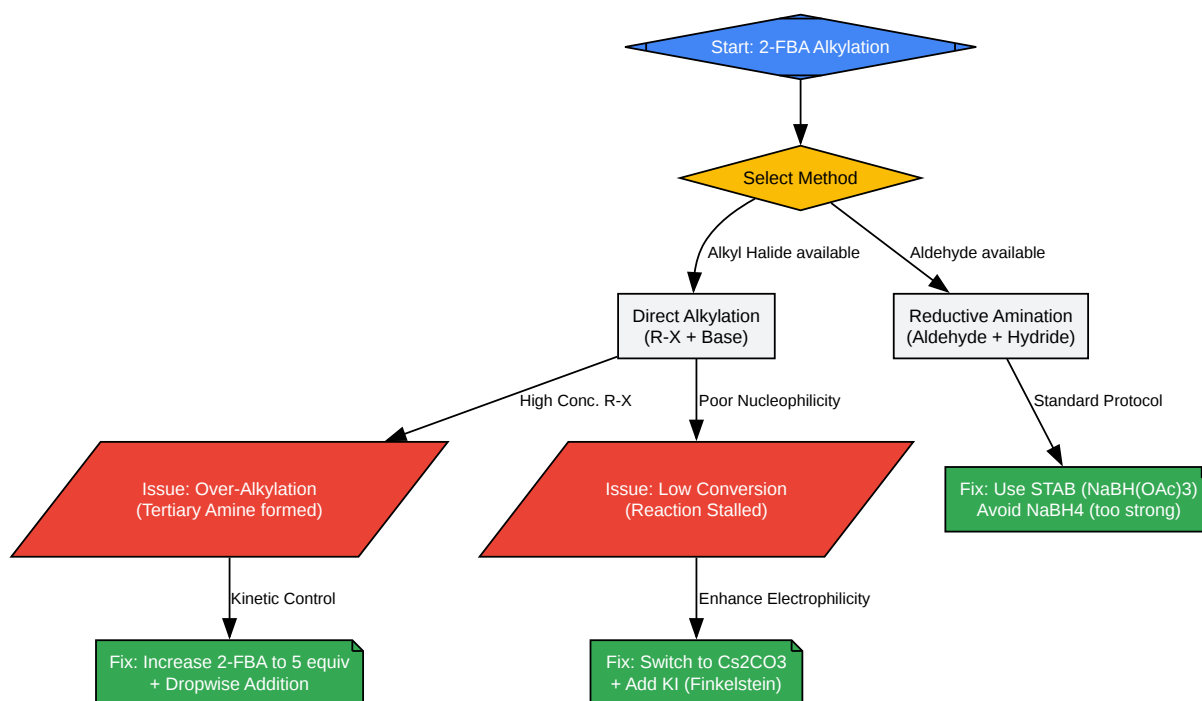 Start: 2-FBA Alkylation
Select Method
Alkyl Halide available
Aldehyde available
Direct Alkylation
(R-X + Base)
Reductive Amination
(Aldehyde + Hydride)
High Conc. R-X
Poor Nucleophilicity
Standard Protocol
Issue: Over-Alkylation
(Tertiary Amine formed)
Issue: Low Conversion
(Reaction Stalled)
Fix: Use STAB (NaBH(OAc)3)
Avoid NaBH4 (too strong)
Kinetic Control
Enhance Electrophilicity
Fix: Increase 2-FBA to 5 equiv
+ Dropwise Addition
Fix: Switch to Cs2CO3
+ Add KI (Finkelstein)